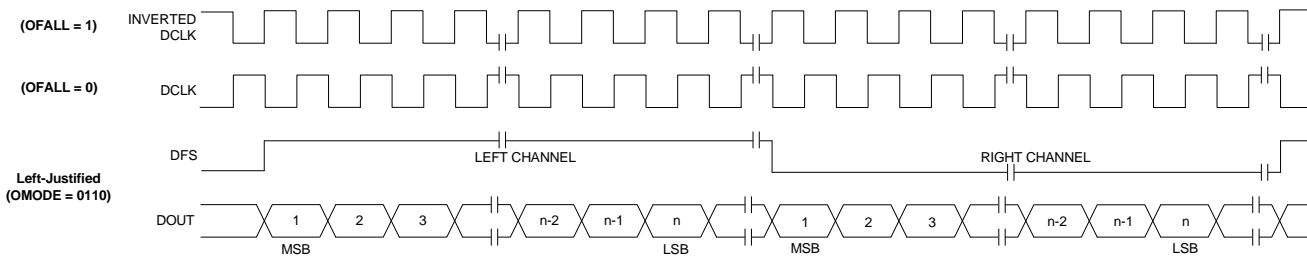 (OFALL = 1) INVERTED
DCLK
(OFALL = 0) DCLK
DFS LEFT CHANNEL RIGHT CHANNEL
Left-Justified
(OMODE = 0110)
DOUT 1 2 3 n-2 n-1 n 1 2 3 n-2 n-1 n
MSB LSB MSB LSB